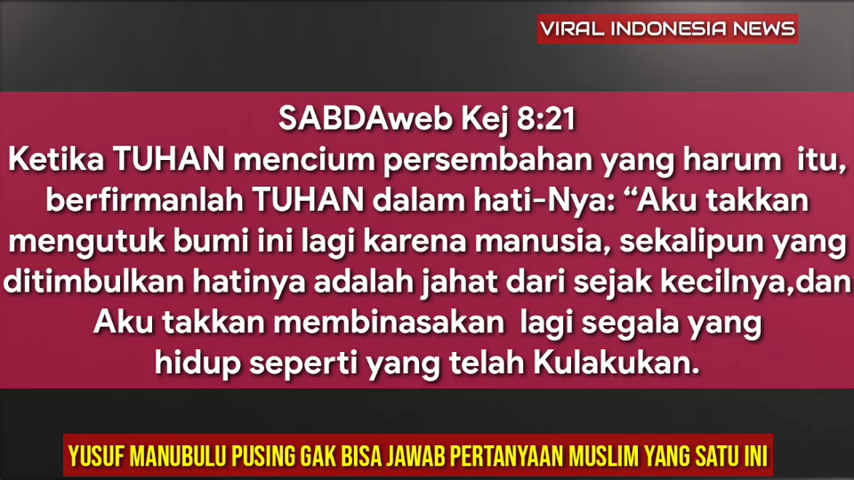 VIRAL INDONESIA NEWS
SABDAweb Kej 8:21
Ketika TUHAN mencium persembahan yang harum itu,
berfirmanlah TUHAN dalam hati-Nya: “Aku takkan
mengutuk bumi ini lagi karena manusia, sekalipun yang
ditimbulkan hatinya adalah jahat dari sejak kecilnya,dan
Aku takkan membinasakan lagi segala yang
hidup seperti yang telah Kulakukan.
YUSUF MANUBULU PUSING GAK BISA JAWAB PERTANYAAN MUSLIM YANG SATU INI